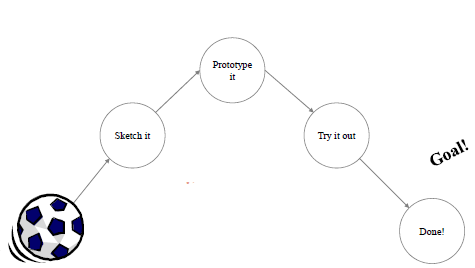 Prototype
it
Sketch it
Try it out
Goal!
Done!